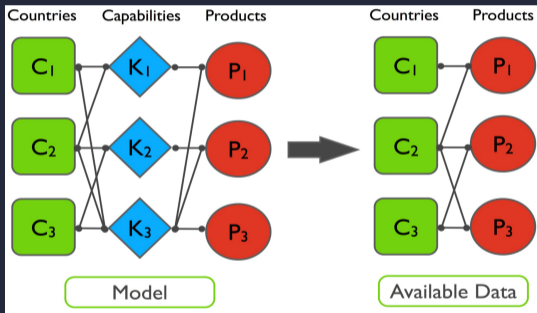 Countries Capabilities Products Countries Products
C1 K1 P1 C1 P1
C2 K2 P2 C2 P2
C3 K3 P3 C3 P3
Model Available Data